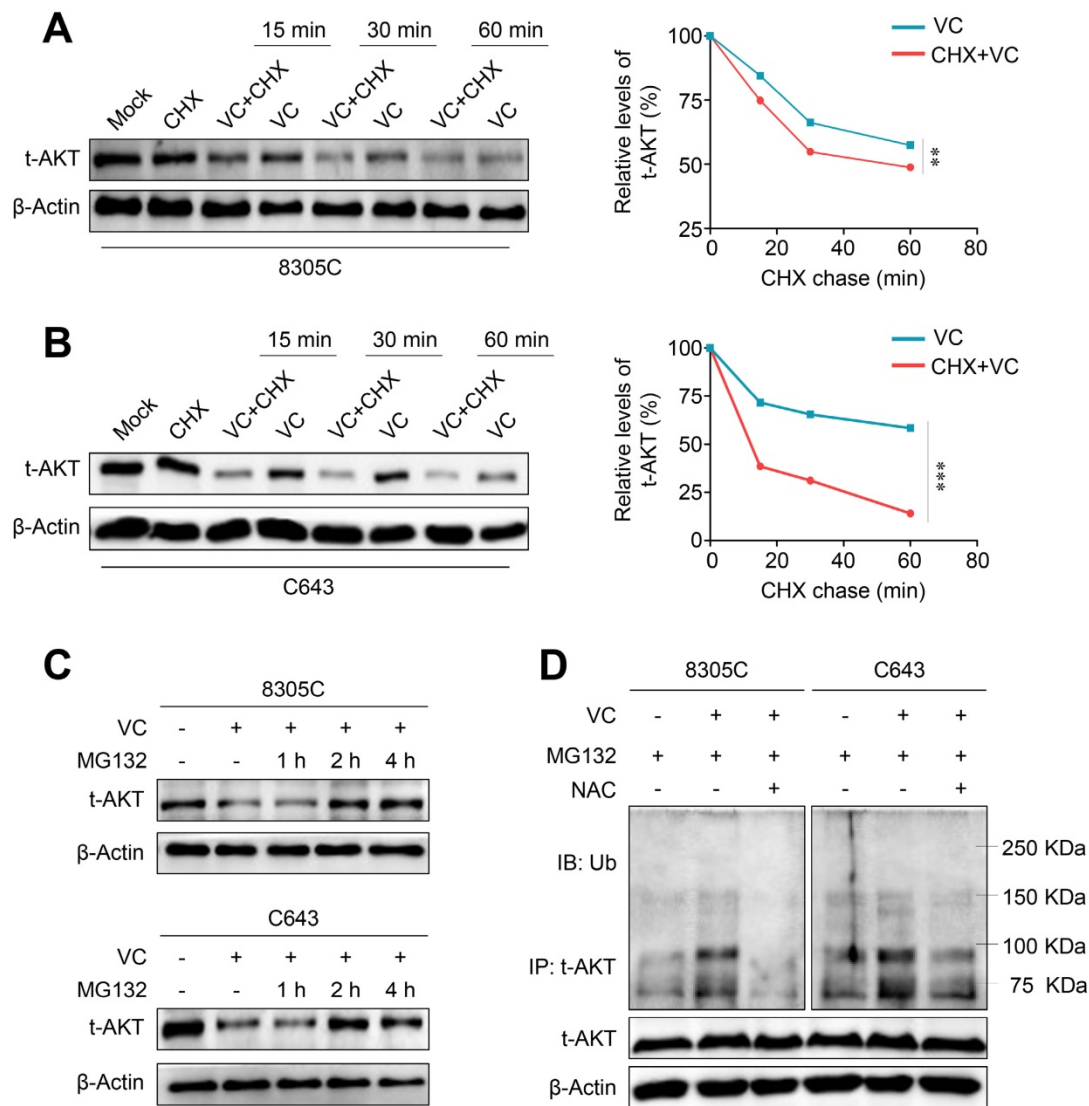 A
15 min 30 min 60 min
Mock CHX VC+CHX VC VC+CHX VC VC+CHX VC
t-AKT
β-Actin
8305C
Relative levels of
t-AKT (%)
100
75
50
25
0 20 40 60 80
CHX chase (min)
VC
CHX+VC
**
B
15 min 30 min 60 min
Mock CHX VC+CHX VC VC+CHX VC VC+CHX VC
t-AKT
β-Actin
C643
Relative levels of
t-AKT (%)
100
75
50
25
0
0 20 40 60 80
CHX chase (min)
VC
CHX+VC
***
C
8305C
VC - + + + +
MG132 - - 1 h 2 h 4 h
t-AKT
β-Actin
C643
VC - + + + +
MG132 - - 1 h 2 h 4 h
t-AKT
β-Actin
D
8305C C643
VC - + + - + +
MG132 + + + + + +
NAC - - + - - +
IB: Ub
250 KDa
150 KDa
100 KDa
IP: t-AKT
75 KDa
t-AKT
β-Actin